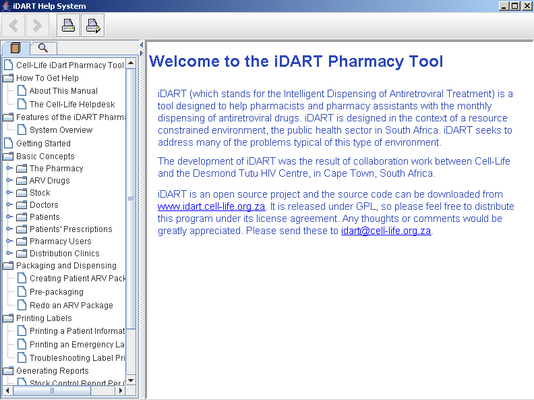 iDART Help System
Cell-Life iDart Pharmacy Tool
How To Get Help
About This Manual
The Cell-Life Helpdesk
Features of the iDART Pharma
System Overview
Getting Started
Basic Concepts
The Pharmacy
ARV Drugs
Stock
Doctors
Patients
Patients' Prescriptions
Pharmacy Users
Distribution Clinics
Packaging and Dispensing
Creating Patient ARV Pack
Pre-packaging
Redo an ARV Package
Printing Labels
Printing a Patient Informat
Printing an Emergency La
Troubleshooting Label Pri
Generating Reports
Stock Control Report Per
Welcome to the iDART Pharmacy Tool
iDART (which stands for the Intelligent Dispensing of Antiretroviral Treatment) is a
tool designed to help pharmacists and pharmacy assistants with the monthly
dispensing of antiretroviral drugs. iDART is designed in the context of a resource
constrained environment, the public health sector in South Africa. iDART seeks to
address many of the problems typical of this type of environment.
The development of iDART was the result of collaboration work between Cell-Life
and the Desmond Tutu HIV Centre, in Cape Town, South Africa.
iDART is an open source project and the source code can be downloaded from
www.idart.cell-life.org.za. It is released under GPL, so please feel free to distribute
this program under its license agreement. Any thoughts or comments would be
greatly appreciated. Please send these to idart@cell-life.org.za.